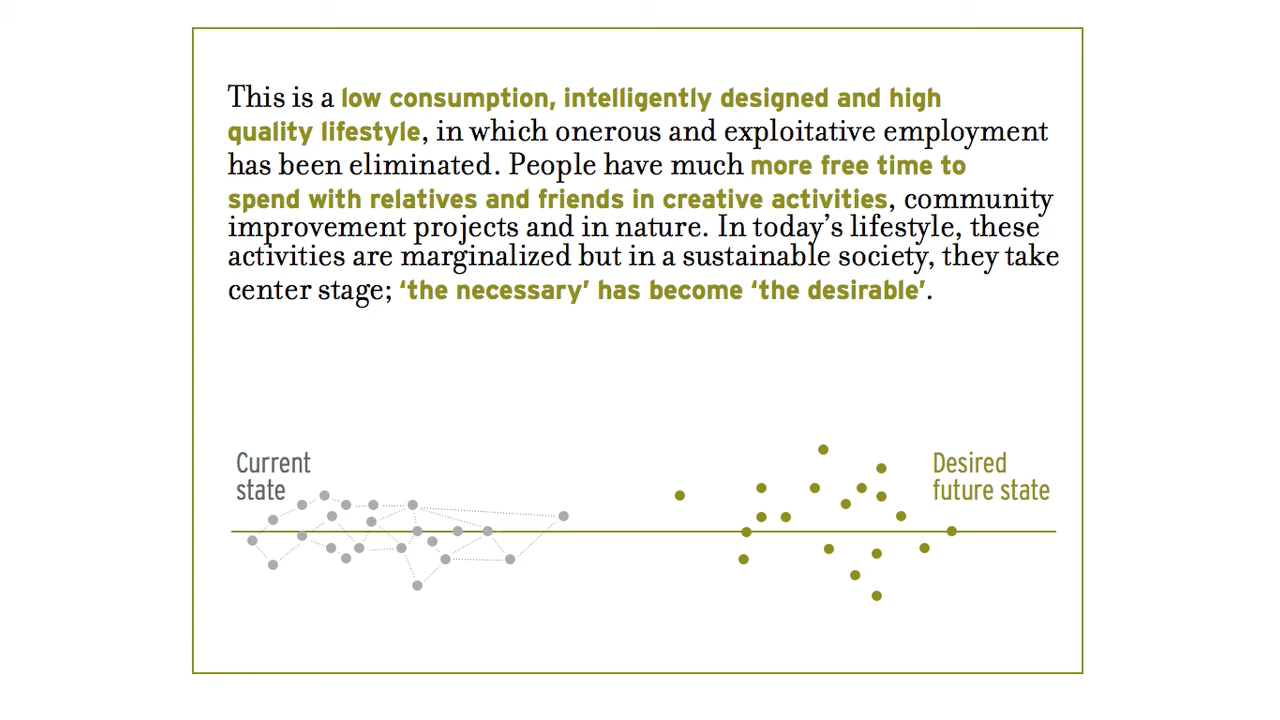 This is a low consumption, intelligently designed and high
quality lifestyle, in which onerous and exploitative employment
has been eliminated. People have much more free time to
spend with relatives and friends in creative activities, community
improvement projects and in nature. In today’s lifestyle, these
activities are marginalized but in a sustainable society, they take
center stage; ‘the necessary’ has become ‘the desirable’.
Current
state
Desired
future state